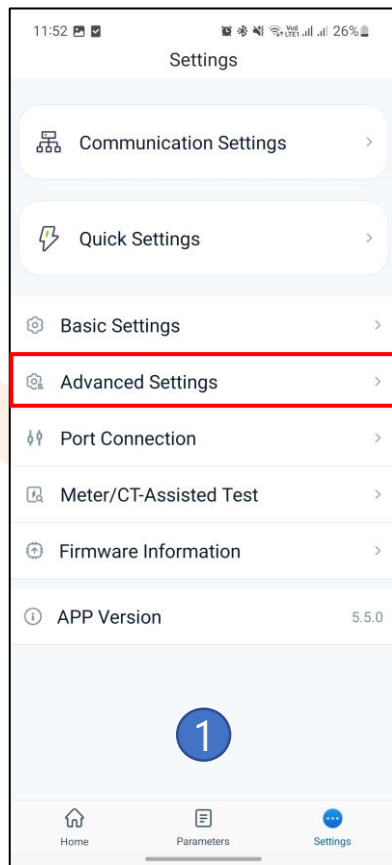 11:52 26%
Settings
Communication Settings
Quick Settings
Basic Settings
Advanced Settings
Port Connection
Meter/CT-Assisted Test
Firmware Information
APP Version 5.5.0
1
Home Parameters Settings